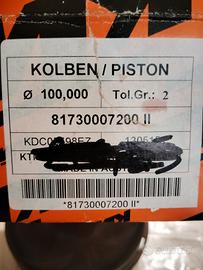 KOLBEN / PISTON
Ø 100,000 Tol.Gr.: 2
81730007200 II
*81730007200 II*